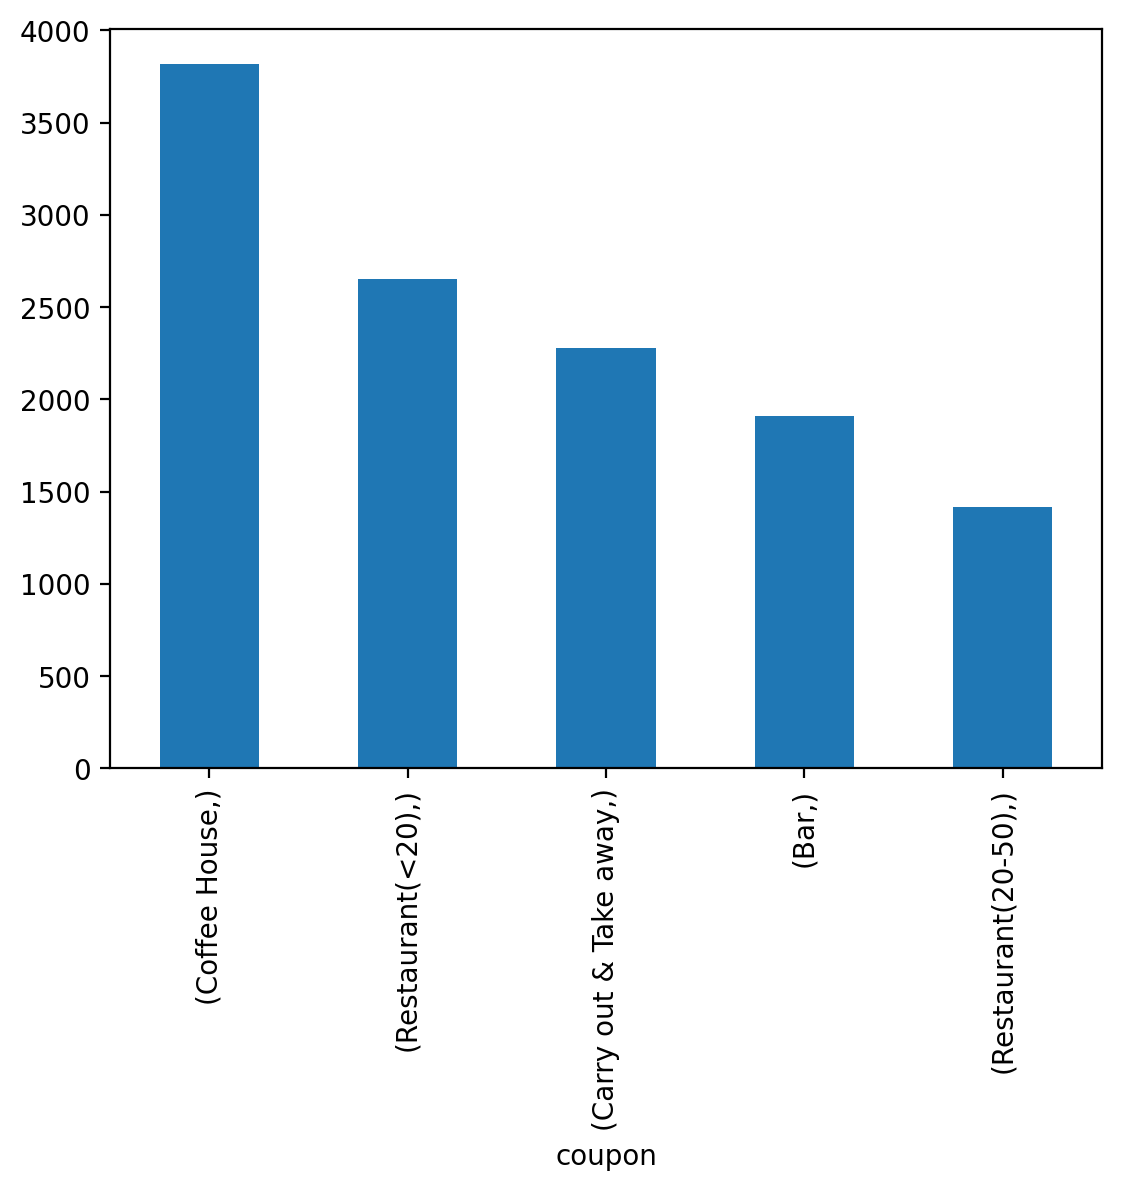 4000
3500
3000
2500
2000
1500
1000
500
0
(Coffee House,)
(Restaurant(<20),)
(Carry out & Take away,)
(Bar,)
(Restaurant(20-50),)
coupon